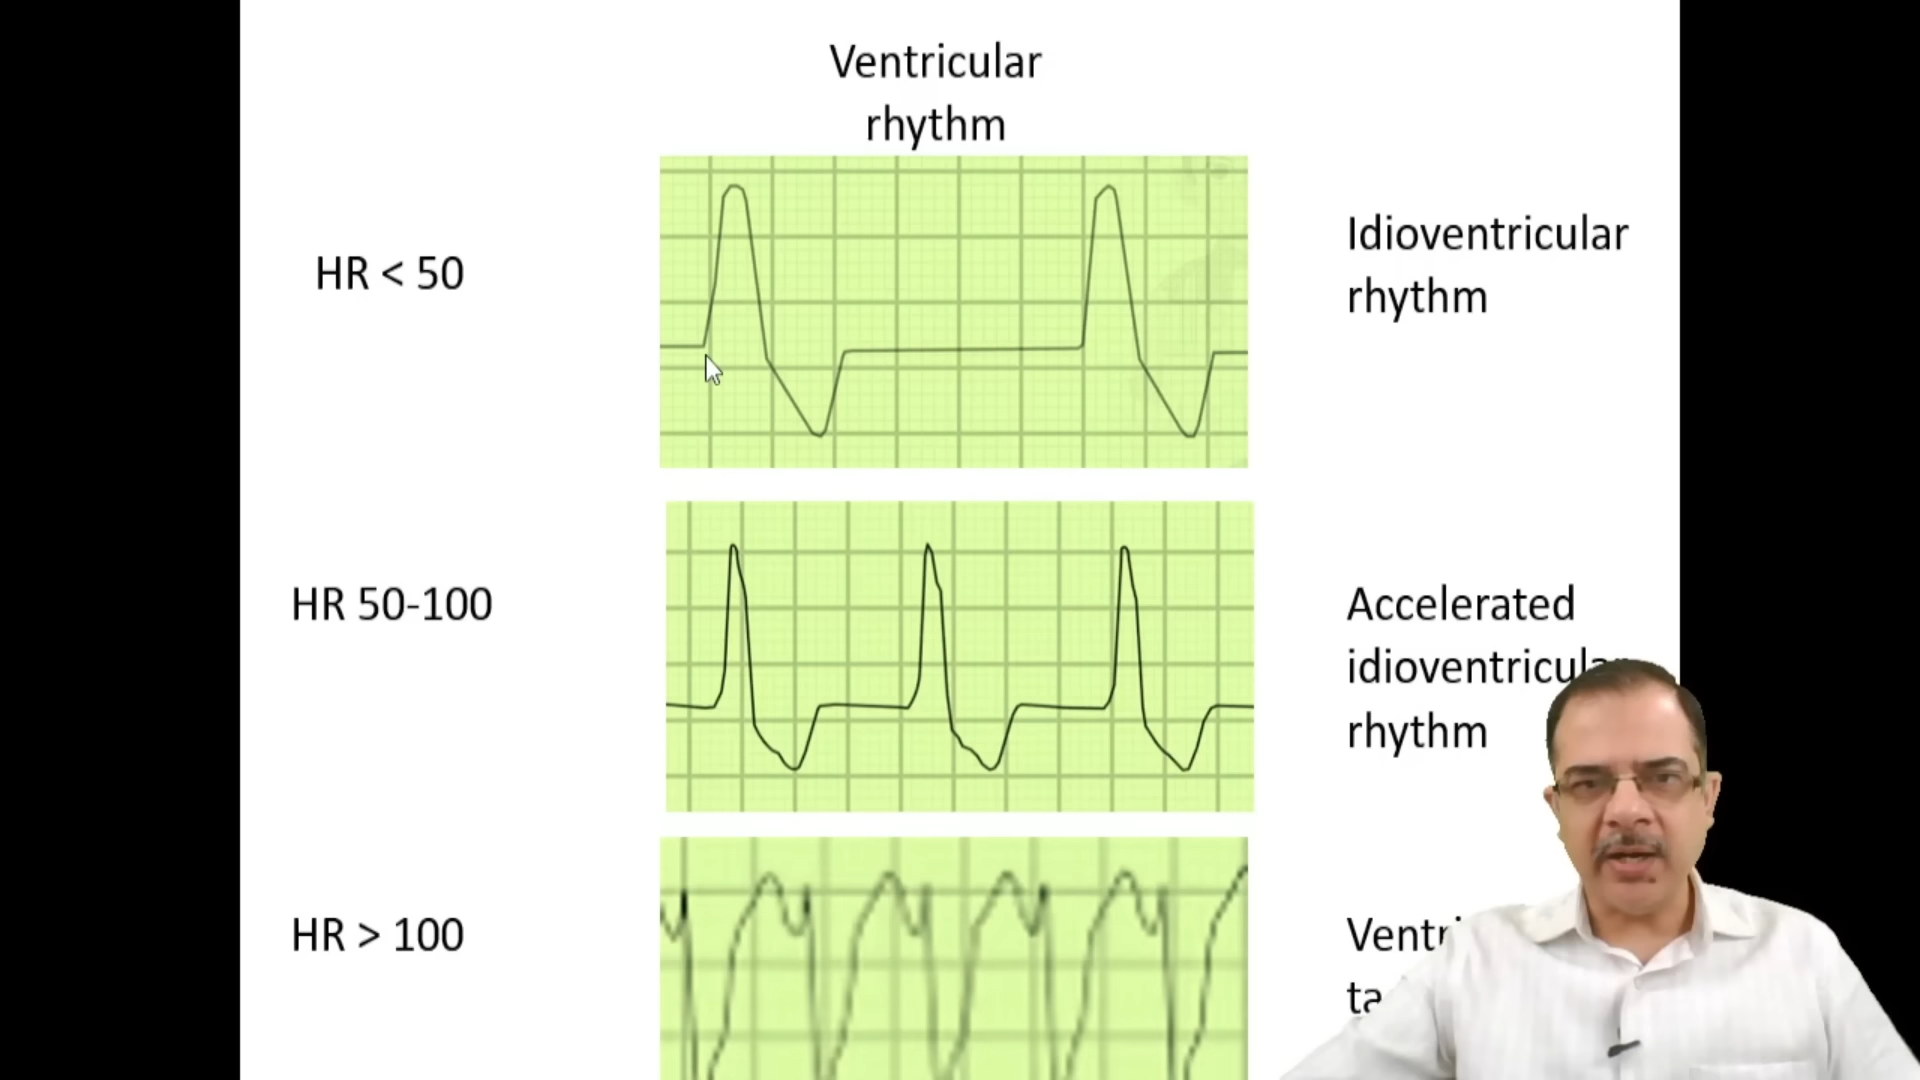 Ventricular
rhythm
HR < 50
Idioventricular
rhythm
HR 50-100
Accelerated
rhythm
HR > 100